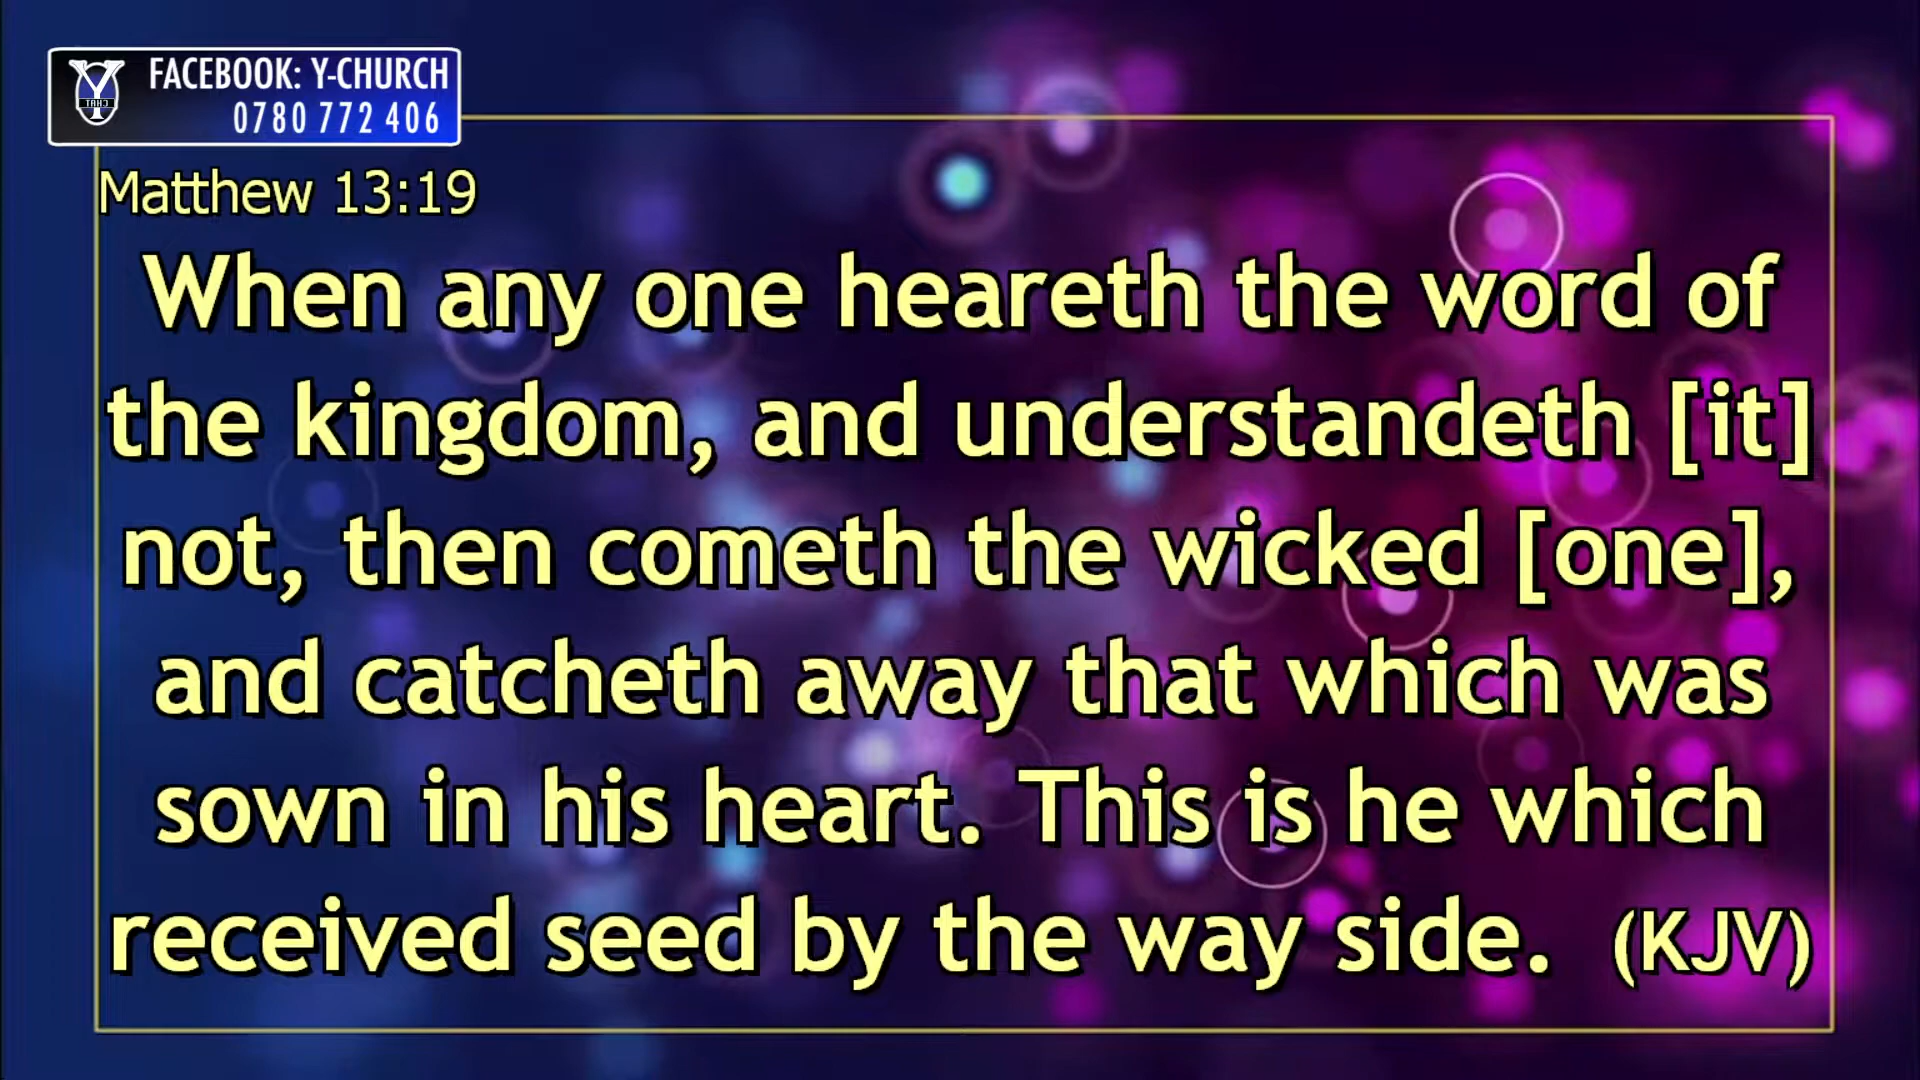 FACEBOOK: Y-CHURCH
0780 772 406
Matthew 13:19
When any one heareth the word of
the kingdom, and understandeth [it]
not, then cometh the wicked [one],
and catcheth away that which was
sown in his heart. This is he which
received seed by the way side. (KJV)